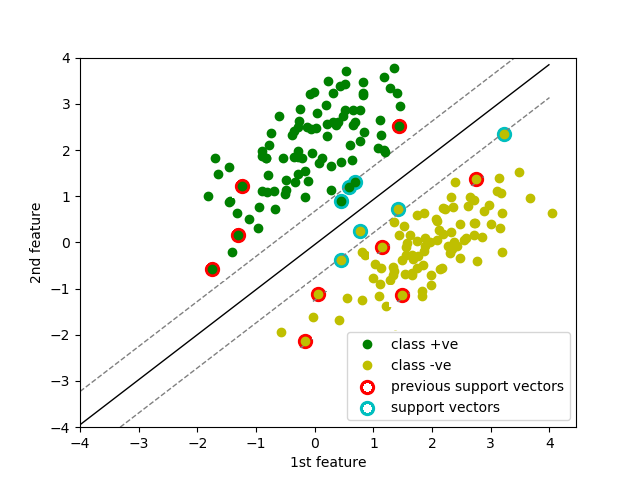 4
3
2
1
0
−1
−2
−3
−4
2nd feature
class +ve
class -ve
previous support vectors
support vectors
−4 −3 −2 −1 0 1 2 3 4
1st feature